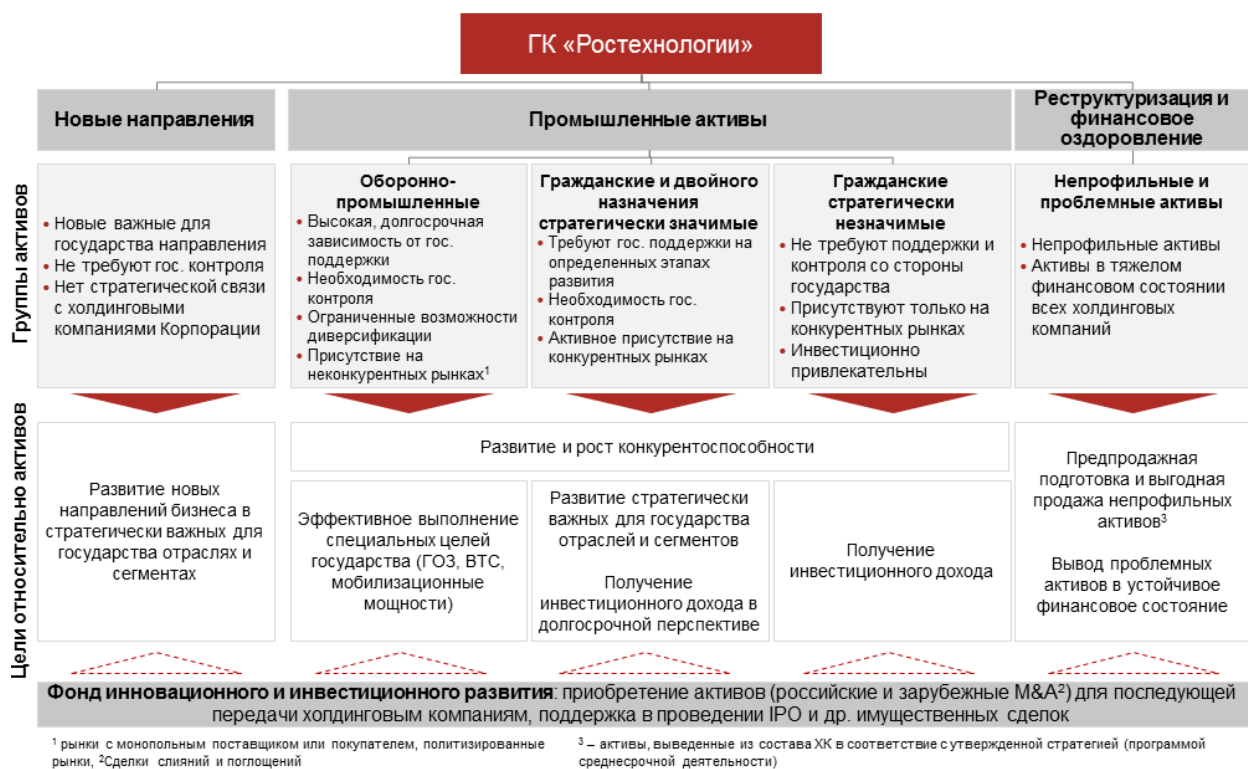 ГК «Ростехнологии»
Новые направления
Промышленные активы
Реструктуризация и
финансовое
оздоровление
Группы активов
• Новые важные для
государства направления
• Не требуют гос. контроля
• Нет стратегической связи
с холдинговыми
компаниями Корпорации
Оборонно-
промышленные
• Высокая, долгосрочная
зависимость от гос.
поддержки
• Необходимость гос.
контроля
• Ограниченные возможности
диверсификации
• Присутствие на
неконкурентных рынках¹
Гражданские и двойного
назначения
стратегически значимые
• Требуют гос. поддержки на
определенных этапах
развития
• Необходимость гос.
контроля
• Активное присутствие на
конкурентных рынках
Гражданские
стратегически
незначимые
• Не требуют поддержки и
контроля со стороны
государства
• Присутствуют только на
конкурентных рынках
• Инвестиционно
привлекательны
Непрофильные и
проблемные активы
• Непрофильные активы
• Активы в тяжелом
финансовом состоянии
всех холдинговых
компаний
Цели относительно активов
Развитие новых
направлений бизнеса в
стратегически важных для
государства отраслях и
сегментах
Развитие и рост конкурентоспособности
Эффективное выполнение
специальных целей
государства (ГОЗ, ВТС,
мобилизационные
мощности)
Развитие стратегически
важных для государства
отраслей и сегментов
Получение
инвестиционного дохода в
долгосрочной перспективе
Получение
инвестиционного дохода
Предпродажная
подготовка и выгодная
продажа непрофильных
активов³
Вывод проблемных
активов в устойчивое
финансовое состояние
Фонд инновационного и инвестиционного развития: приобретение активов (российские и зарубежные M&A²) для последующей
передачи холдинговым компаниям, поддержка в проведении IPO и др. имущественных сделок
¹ рынки с монопольным поставщиком или покупателем, политизированные
рынки, ²Сделки слияний и поглощений
³ – активы, выведенные из состава ХК в соответствие с утвержденной стратегией (программой
среднесрочной деятельности)